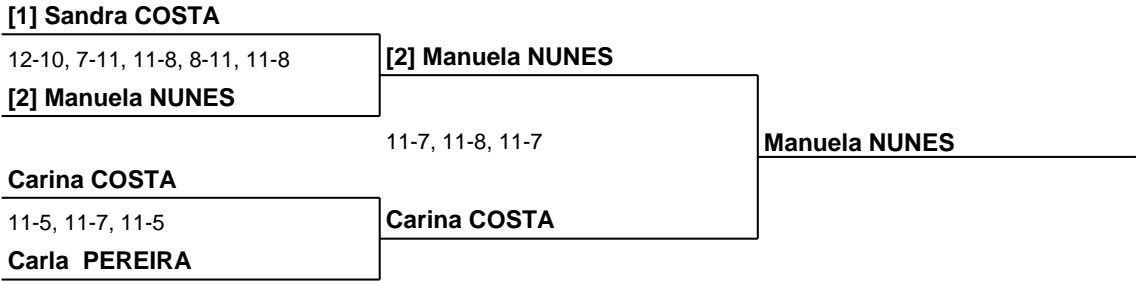 [1] Sandra COSTA
12-10, 7-11, 11-8, 8-11, 11-8
[2] Manuela NUNES
[2] Manuela NUNES
11-7, 11-8, 11-7
Manuela NUNES
Carina COSTA
11-5, 11-7, 11-5
Carina COSTA
Carla PEREIRA